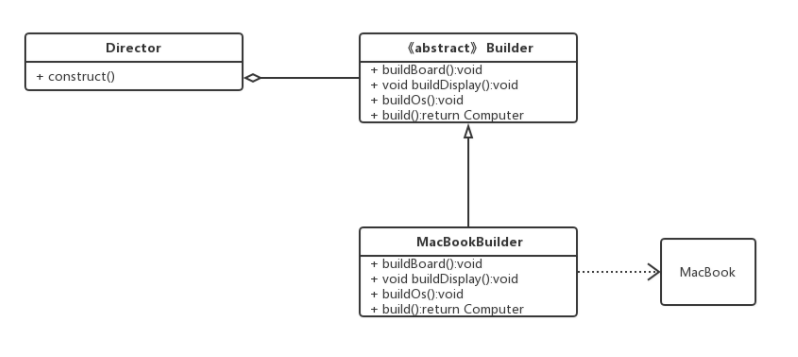 Director
+ construct()
《abstract》 Builder
+ buildBoard():void
+ void buildDisplay():void
+ buildOs():void
+ build():return Computer
MacBookBuilder
+ buildBoard():void
+ void buildDisplay():void
+ buildOs():void
+ build():return Computer
MacBook